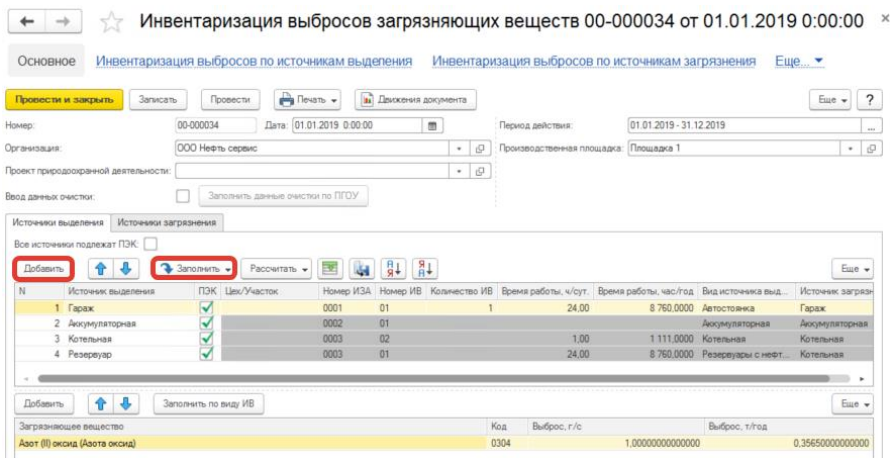 Инвентаризация выбросов загрязняющих веществ 00-000034 от 01.01.2019 0:00:00 ×
Основное Инвентаризация выбросов по источникам выделения Инвентаризация выбросов по источникам загрязнения Еще...
Провести и закрыть Записать Провести Печать Движения документа Еще ?
Номер: 00-000034 Дата: 01.01.2019 0:00:00 Период действия: 01.01.2019 - 31.12.2019 ...
Организация: ООО Нефть сервис Производственная площадка: Площадка 1
Проект природоохранной деятельности:
Ввод данных очистки: Заполнить данные очистки по ПГОУ
Источники выделения Источники загрязнения
Все источники подлежат ПЭК:
Добавить Заполнить Рассчитать Еще
N Источник выделения ПЭК Цех/Участок Номер ИЗА Номер ИВ Количество ИВ Время работы, ч/сут. Время работы, час/год Вид источника выд... Источник загрязн
1 Гараж 0001 01 1 24,00 8 760,0000 Автостоянка Гараж
2 Аккумуляторная 0002 01 Аккумуляторная Аккумуляторная
3 Котельная 0003 02 1,00 1 111,0000 Котельная Котельная
4 Резервуар 0003 01 24,00 8 760,0000 Резервуары с нефт... Котельная
Добавить Заполнить по виду ИВ Еще
Загрязняющее вещество Код Выброс, г/с Выброс, т/год
Азот (II) оксид (Азота оксид) 0304 1,00000000000000 0,35650000000000